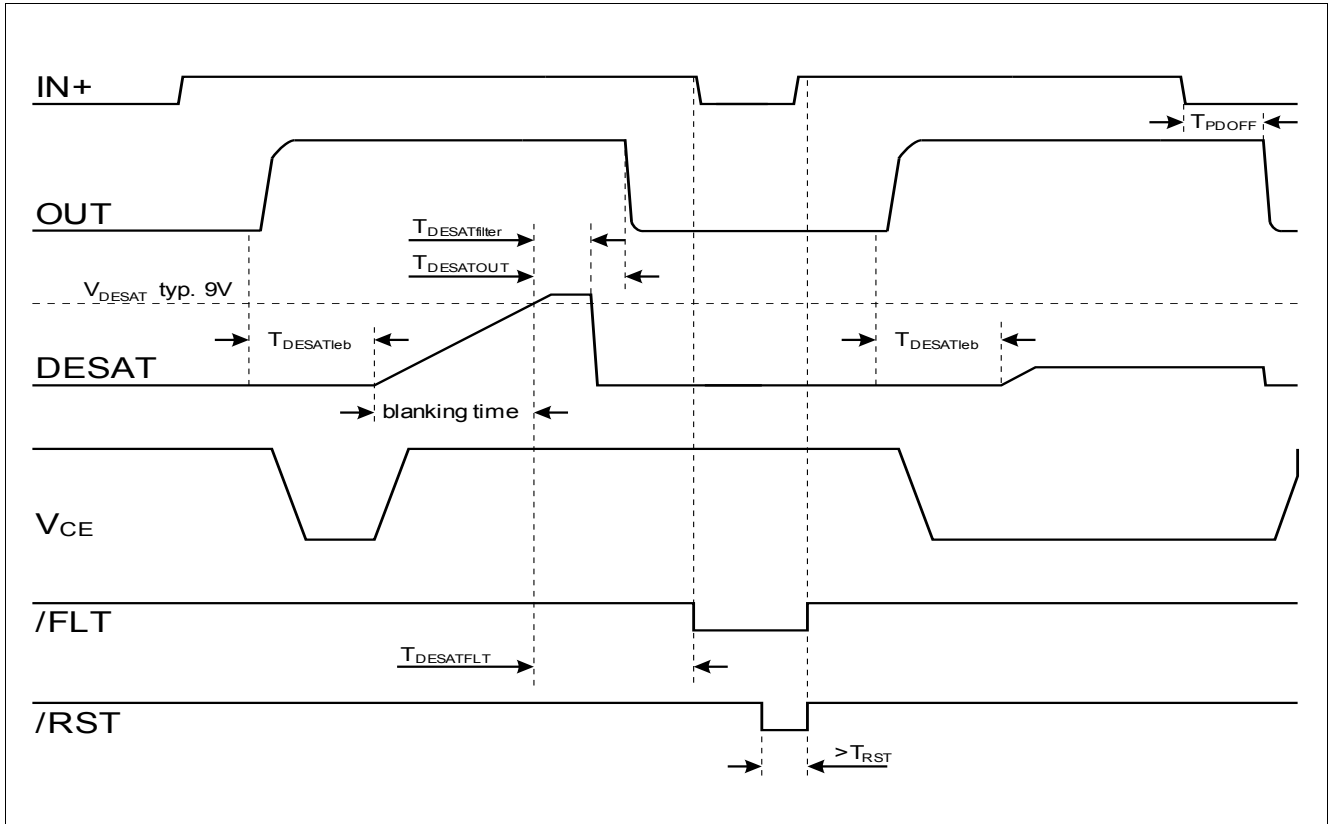 IN+
TPDOFF
OUT
TDESATfilter
TDESATOUT
VDESAT typ. 9V
TDESATleb
TDESATleb
DESAT
blanking time
VCE
/FLT
TDESATFLT
/RST
>TRST